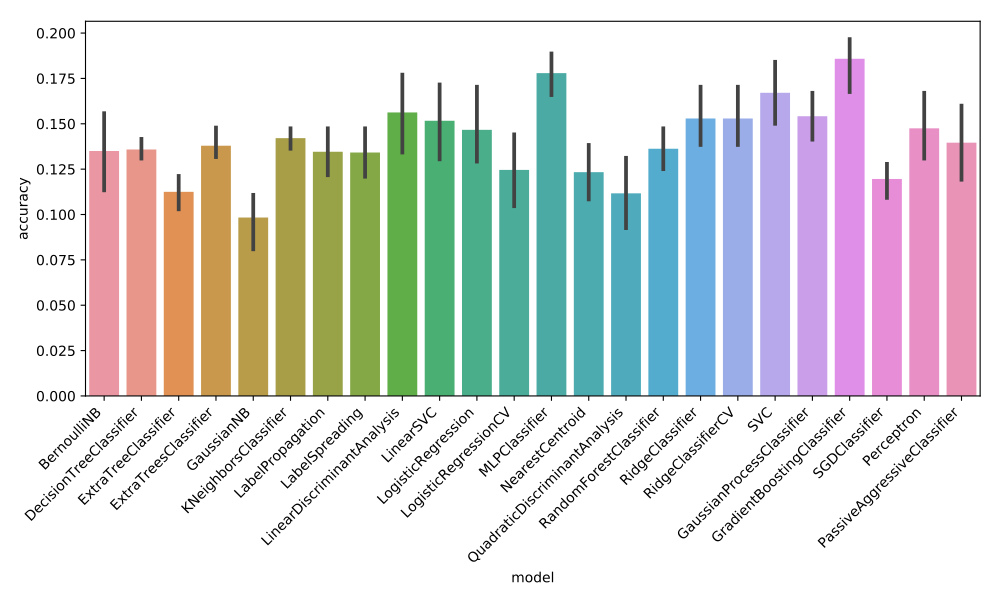 0.200
0.175
0.150
0.125
0.100
0.075
0.050
0.025
0.000
accuracy
BernoulliNB
DecisionTreeClassifier
ExtraTreeClassifier
ExtraTreesClassifier
GaussianNB
KNeighborsClassifier
LabelPropagation
LabelSpreading
LinearDiscriminantAnalysis
LinearSVC
LogisticRegression
LogisticRegressionCV
MLPClassifier
NearestCentroid
QuadraticDiscriminantAnalysis
RandomForestClassifier
RidgeClassifier
RidgeClassifierCV
SVC
GaussianProcessClassifier
GradientBoostingClassifier
SGDClassifier
Perceptron
PassiveAggressiveClassifier
model